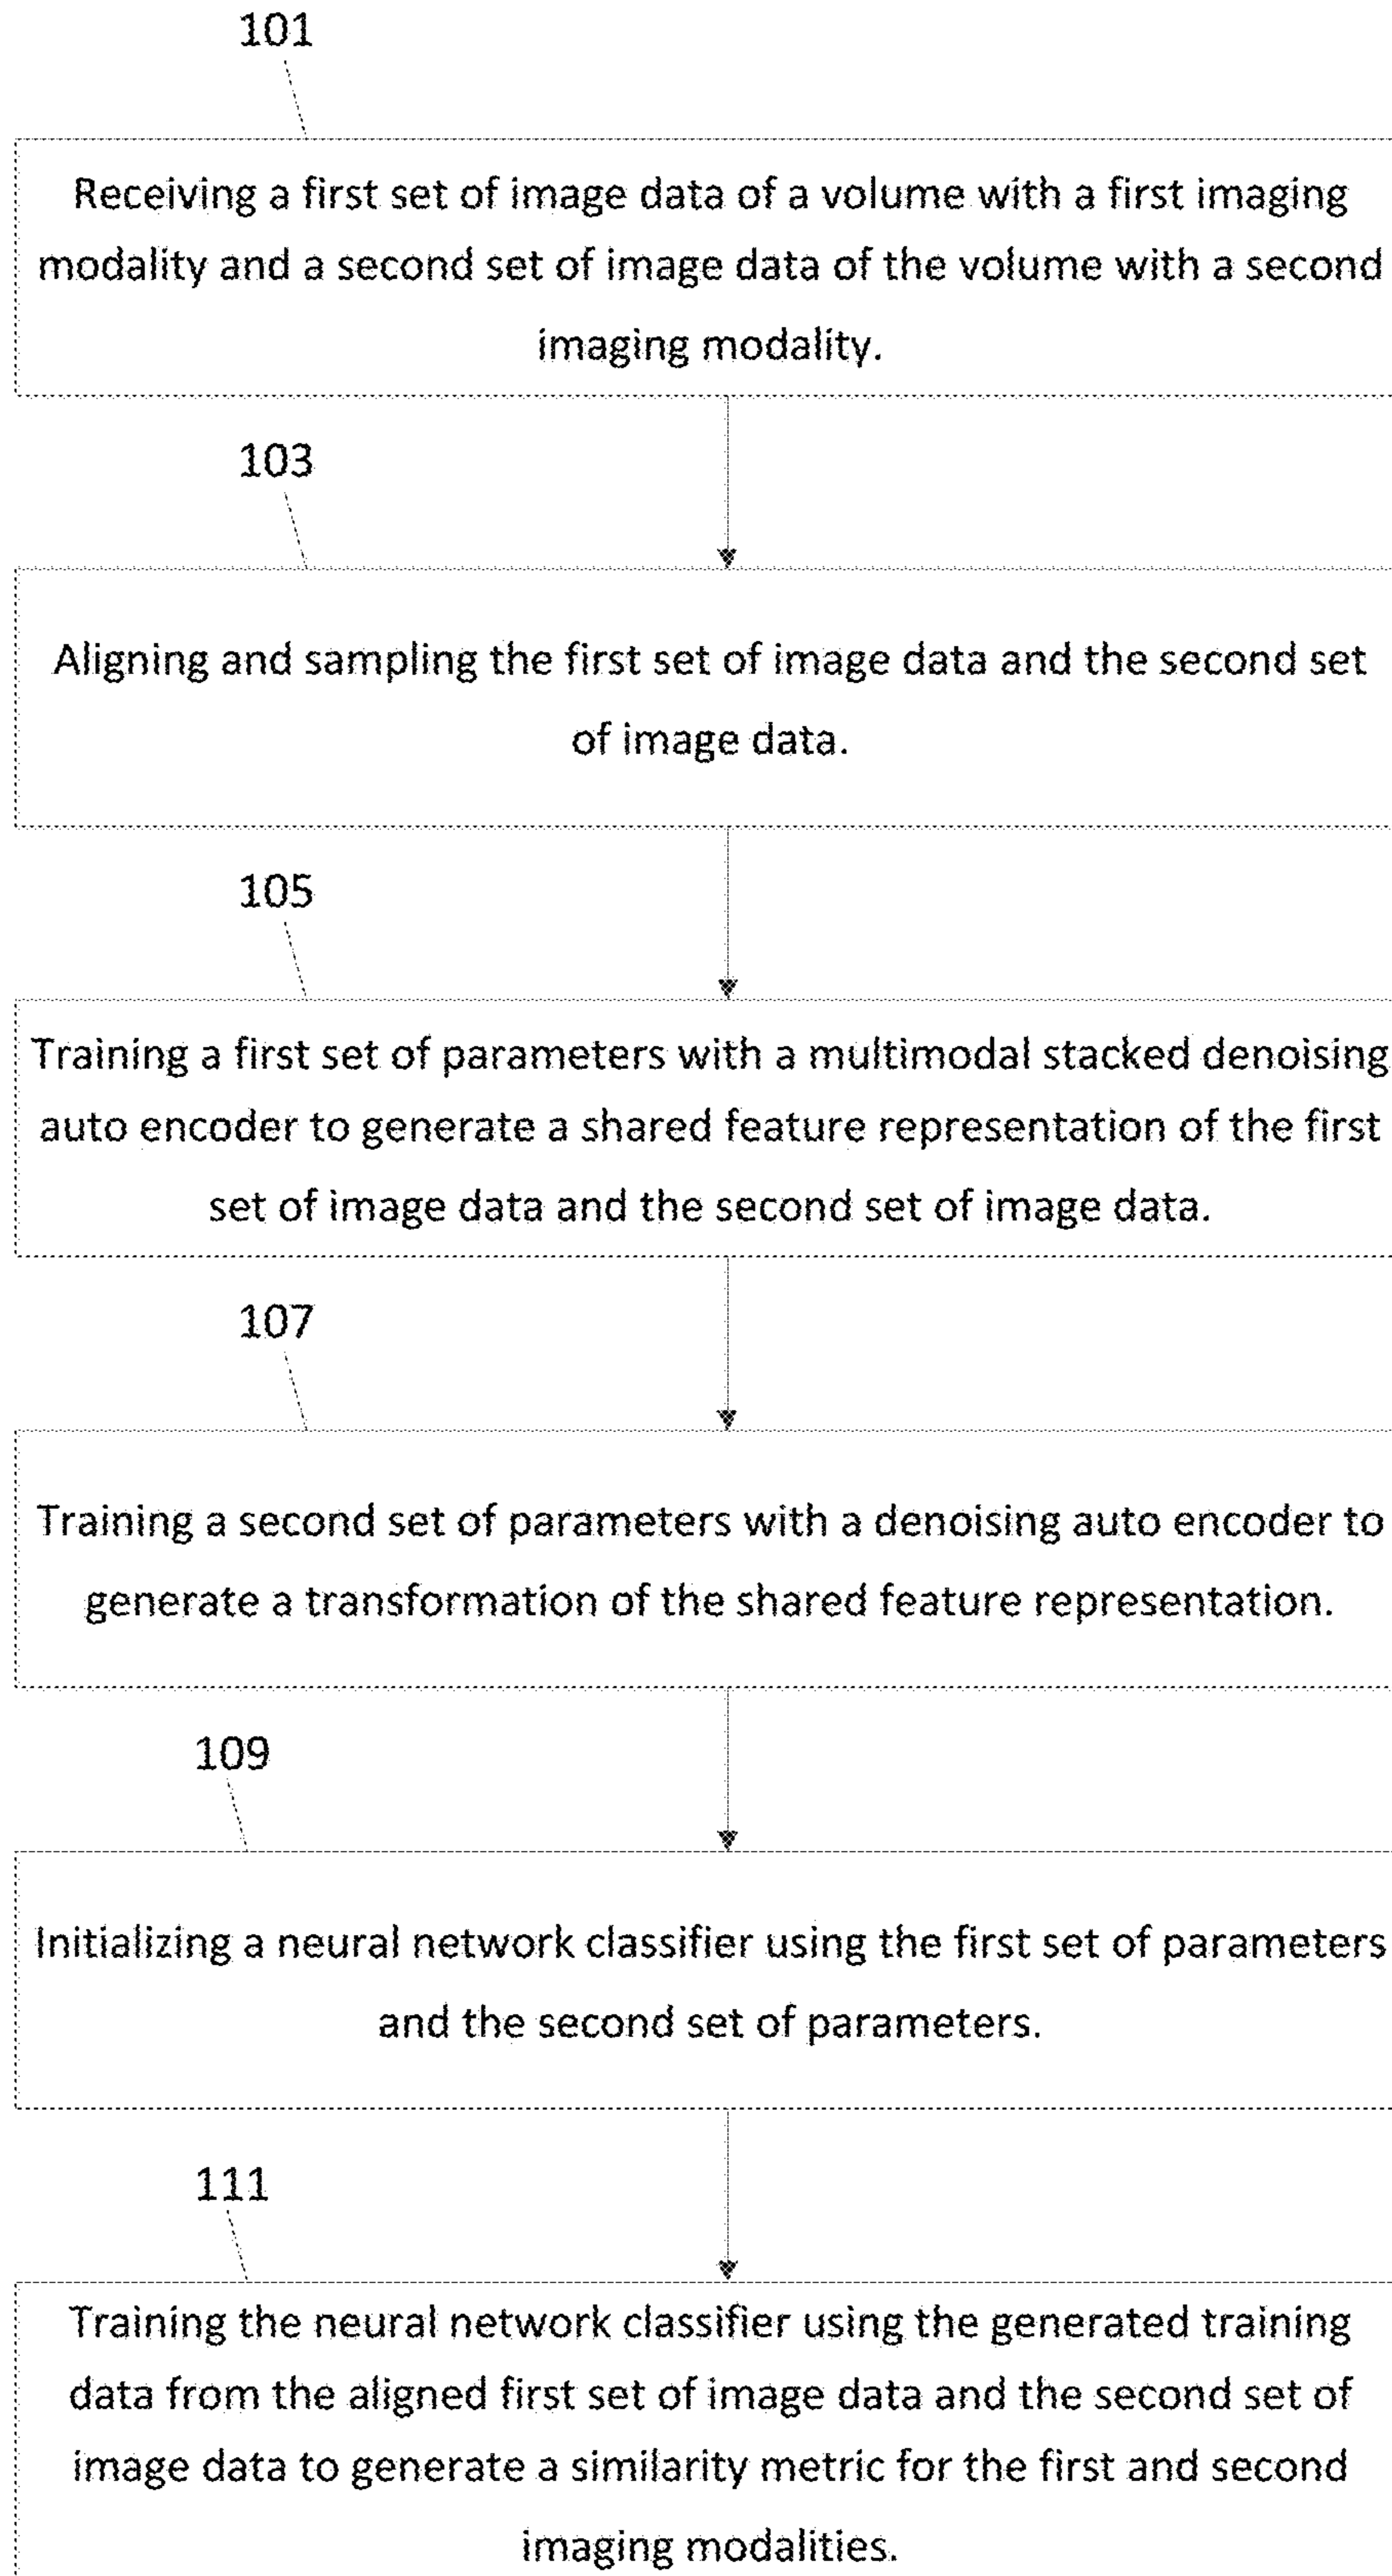 101
Receiving a first set of image data of a volume with a first imaging
modality and a second set of image data of the volume with a second
imaging modality.
103
Aligning and sampling the first set of image data and the second set
of image data.
105
Training a first set of parameters with a multimodal stacked denoising
auto encoder to generate a shared feature representation of the first
set of image data and the second set of image data.
107
Training a second set of parameters with a denoising auto encoder to
generate a transformation of the shared feature representation.
109
Initializing a neural network classifier using the first set of parameters
and the second set of parameters.
111
Training the neural network classifier using the generated training
data from the aligned first set of image data and the second set of
image data to generate a similarity metric for the first and second
imaging modalities.